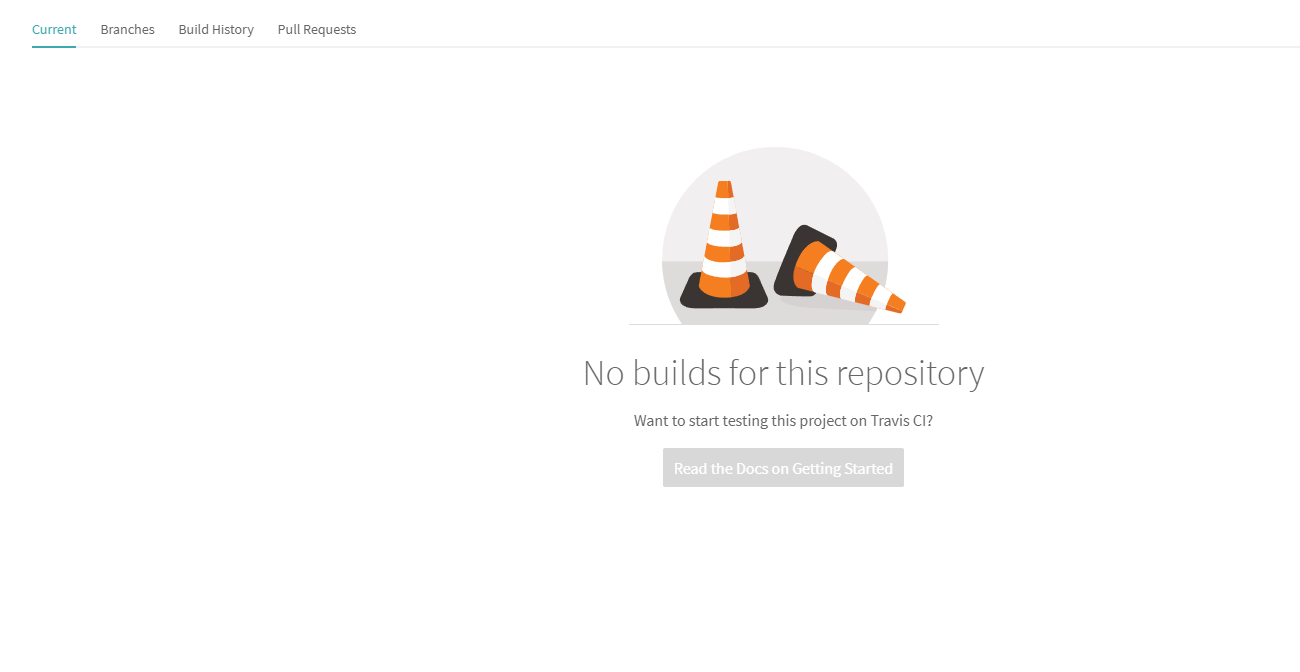 Current Branches Build History Pull Requests
No builds for this repository
Want to start testing this project on Travis CI?
Read the Docs on Getting Started